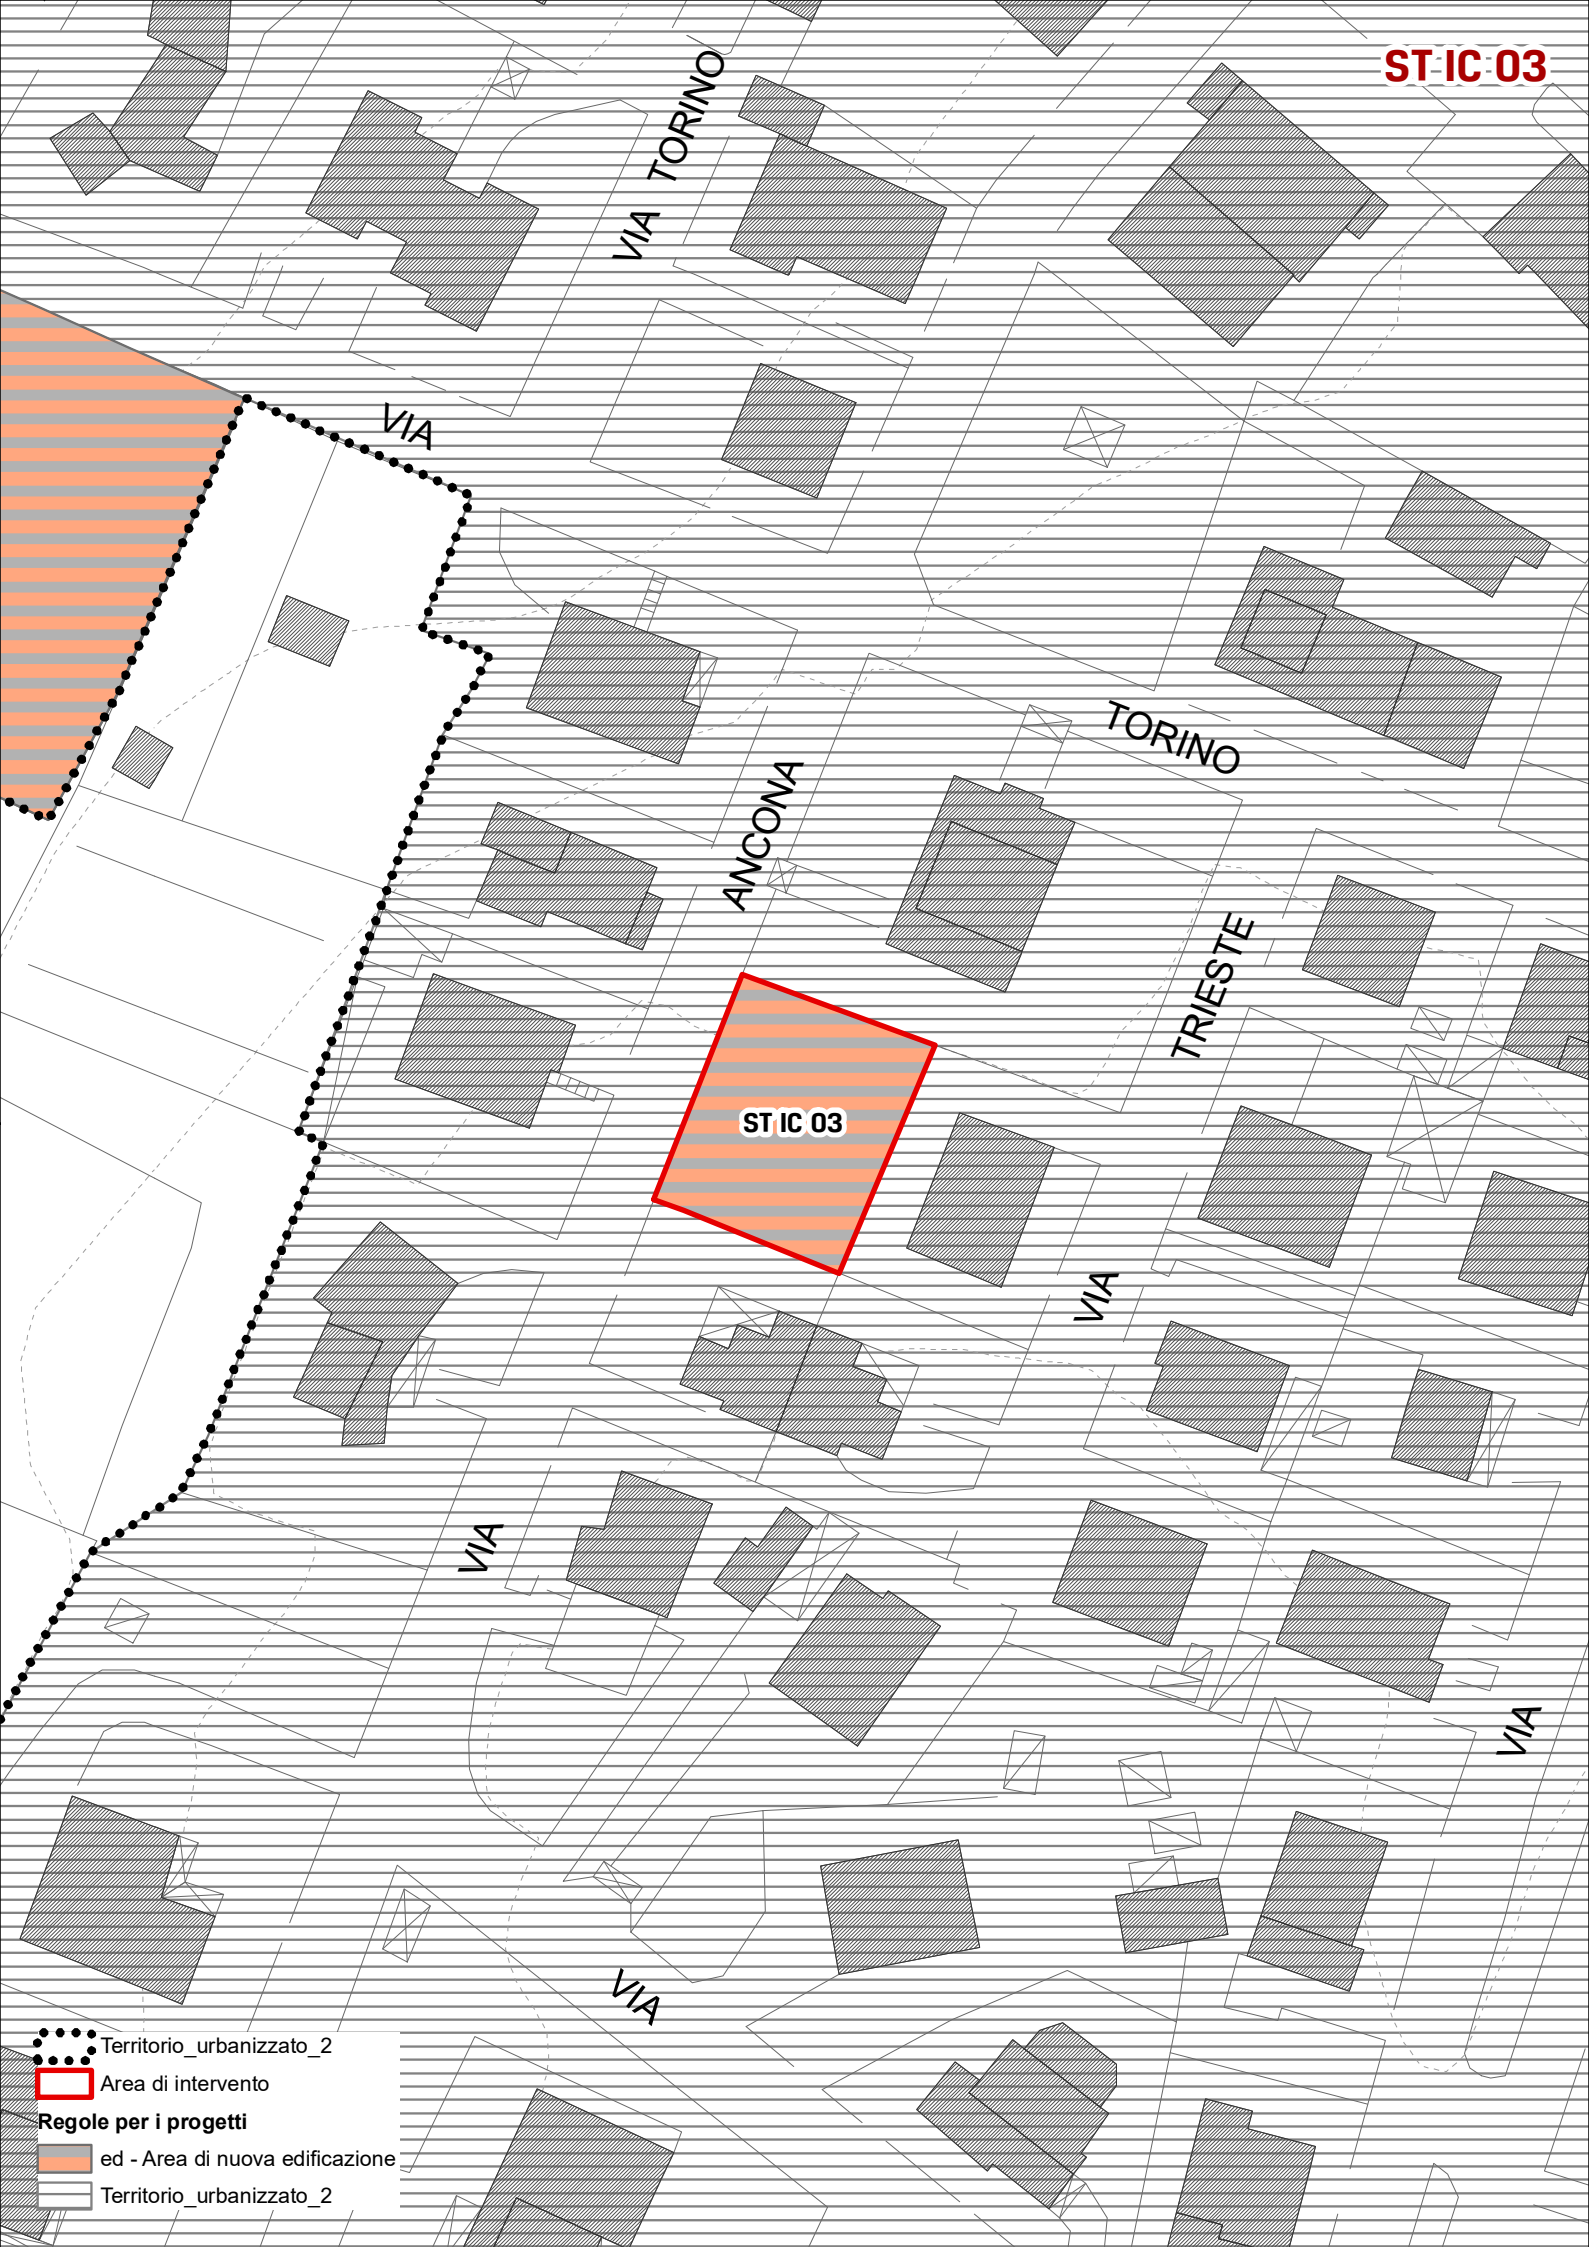 ST IC 03
VIA TORINO
VIA
TORINO
ANCONA
TRIESTE
ST IC 03
VIA
VIA
VIA
VIA
Territorio_urbanizzato_2
Area di intervento
Regole per i progetti
ed - Area di nuova edificazione
Territorio_urbanizzato_2